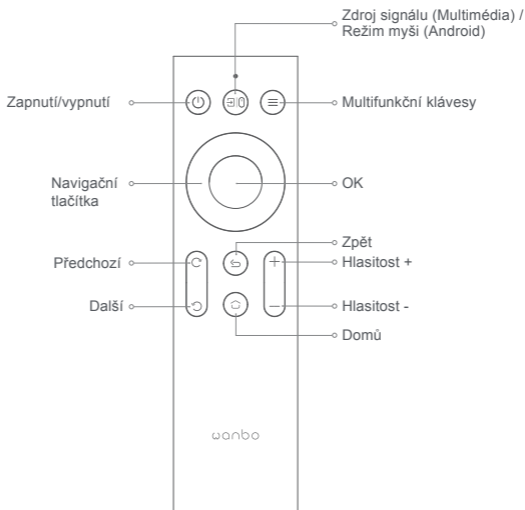 Zdroj signálu (Multimédia) /
Režim myši (Android)
Zapnutí/vypnutí
Multifunkční klávesy
Navigační
tlačítka
OK
Zpět
Předchozí
Hlasitost +
Další
Hlasitost -
Domů
wanbo